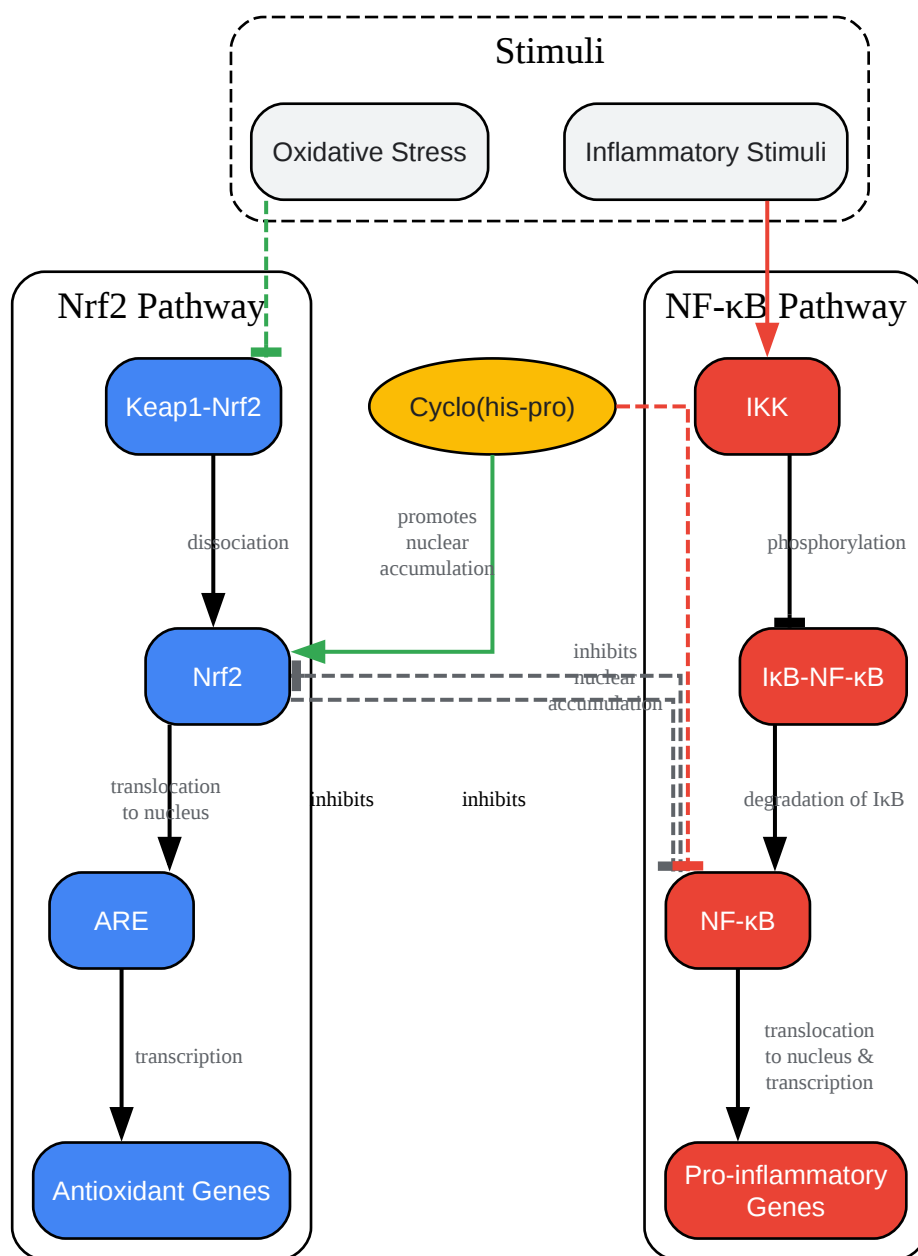 Stimuli
Oxidative Stress
Inflammatory Stimuli
Nrf2 Pathway
NF-κB Pathway
Keap1-Nrf2
Cyclo(his-pro)
IKK
dissociation
promotes
nuclear
accumulation
phosphorylation
Nrf2
inhibits
nuclear
accumulation
IκB-NF-κB
translocation
to nucleus
inhibits
inhibits
degradation of IκB
ARE
NF-κB
transcription
translocation
to nucleus &
transcription
Antioxidant Genes
Pro-inflammatory
Genes